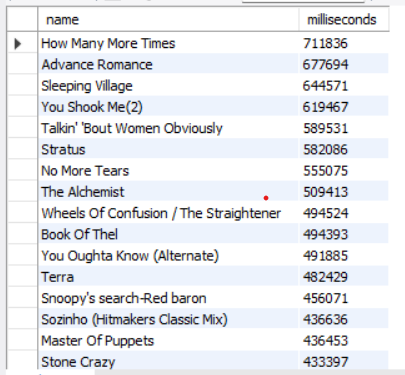 name milliseconds
How Many More Times 711836
Advance Romance 677694
Sleeping Village 644571
You Shook Me(2) 619467
Talkin' 'Bout Women Obviously 589531
Stratus 582086
No More Tears 555075
The Alchemist 509413
Wheels Of Confusion / The Straightener 494524
Book Of Thel 494393
You Oughta Know (Alternate) 491885
Terra 482429
Snoopy's search-Red baron 456071
Sozinho (Hitmakers Classic Mix) 436636
Master Of Puppets 436453
Stone Crazy 433397